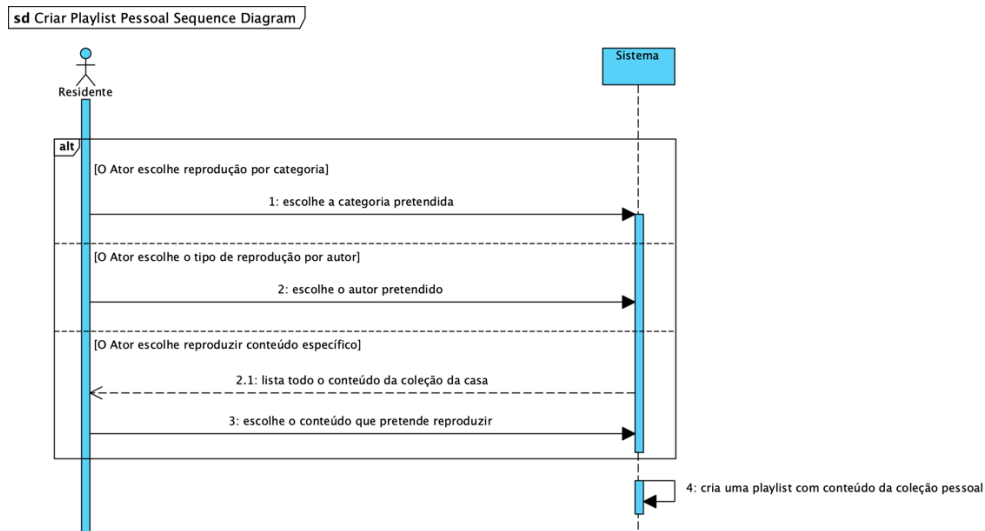 sd Criar Playlist Pessoal Sequence Diagram
Sistema
Residente
alt
[O Ator escolhe reprodução por categoria]
1: escolhe a categoria pretendida
[O Ator escolhe o tipo de reprodução por autor]
2: escolhe o autor pretendido
[O Ator escolhe reproduzir conteúdo específico]
2.1: lista todo o conteúdo da coleção da casa
3: escolhe o conteúdo que pretende reproduzir
4: cria uma playlist com conteúdo da coleção pessoal